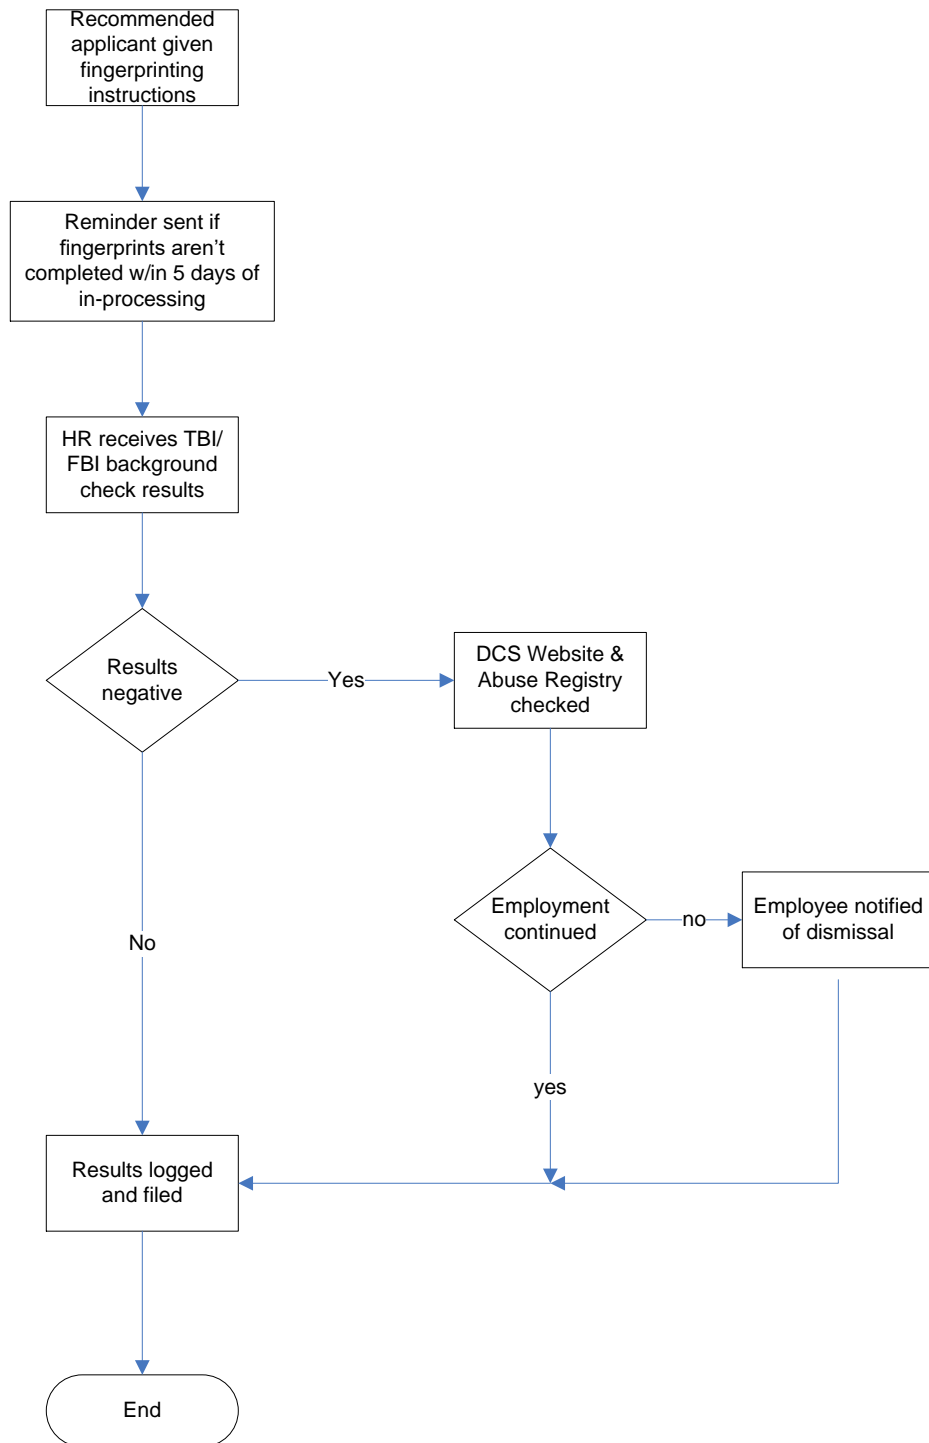 Recommended
applicant given
fingerprinting
instructions
Reminder sent if
fingerprints aren’t
completed w/in 5 days of
in-processing
HR receives TBI/
FBI background
check results
Results
negative
Yes
DCS Website &
Abuse Registry
checked
Employment
continued
no
Employee notified
of dismissal
No
yes
Results logged
and filed
End